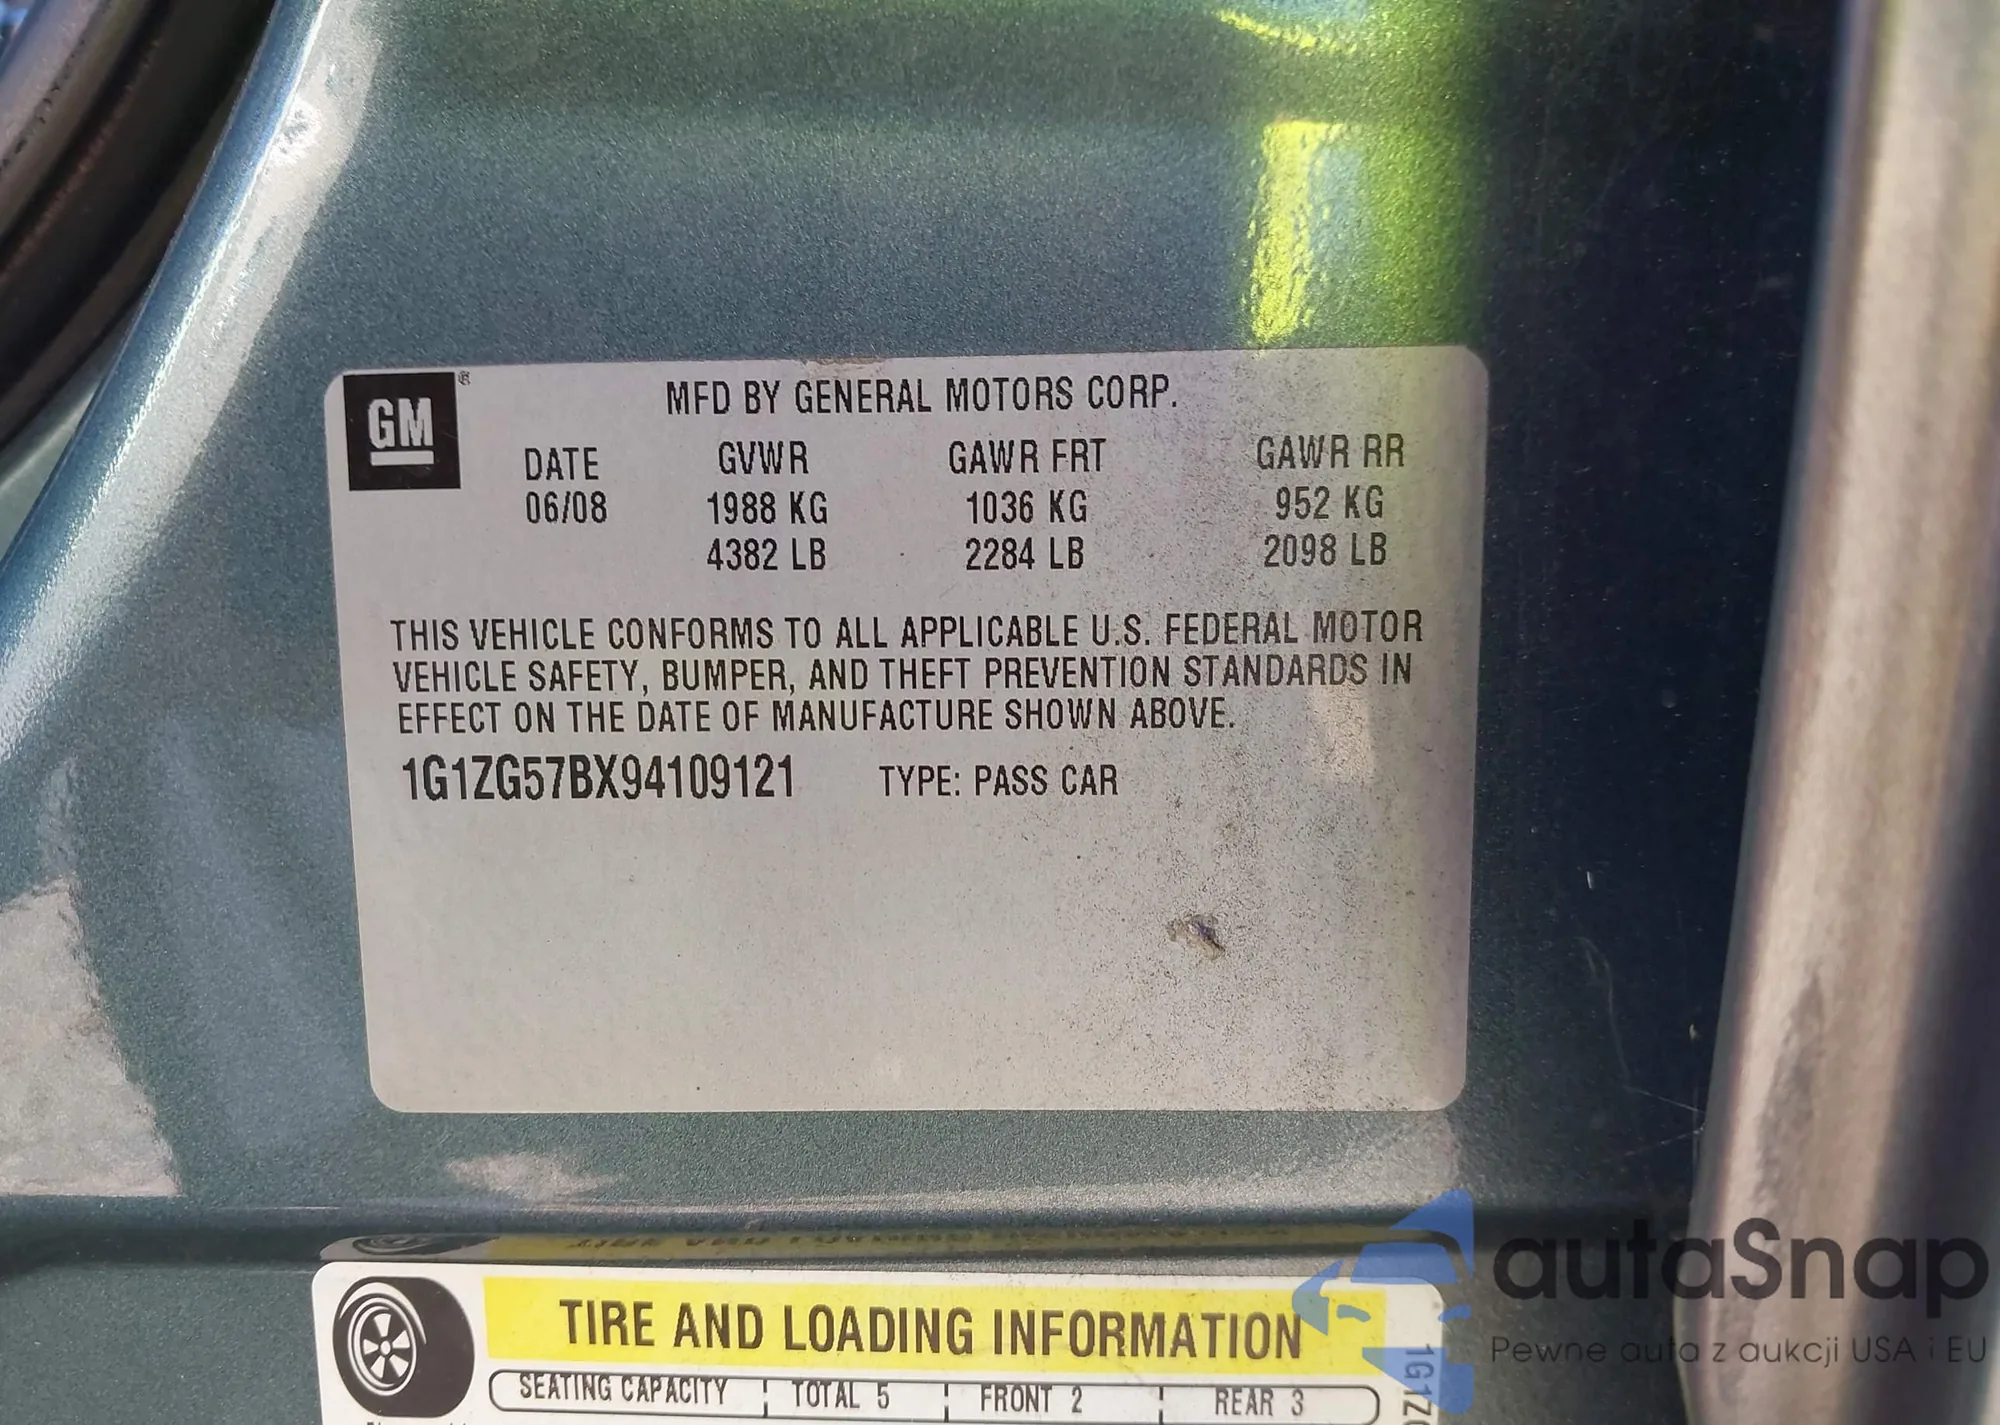 GM
MFD BY GENERAL MOTORS CORP.
DATE GVWR GAWR FRT GAWR RR
06/08 1988 KG 1036 KG 952 KG
4382 LB 2284 LB 2098 LB
THIS VEHICLE CONFORMS TO ALL APPLICABLE U.S. FEDERAL MOTOR
VEHICLE SAFETY, BUMPER, AND THEFT PREVENTION STANDARDS IN
EFFECT ON THE DATE OF MANUFACTURE SHOWN ABOVE.
1G1ZG57BX94109121 TYPE: PASS CAR
TIRE AND LOADING INFORMATION
SEATING CAPACITY TOTAL 5 FRONT 2 REAR 3
autaSnap
Pewne auta z aukcji USA i EU